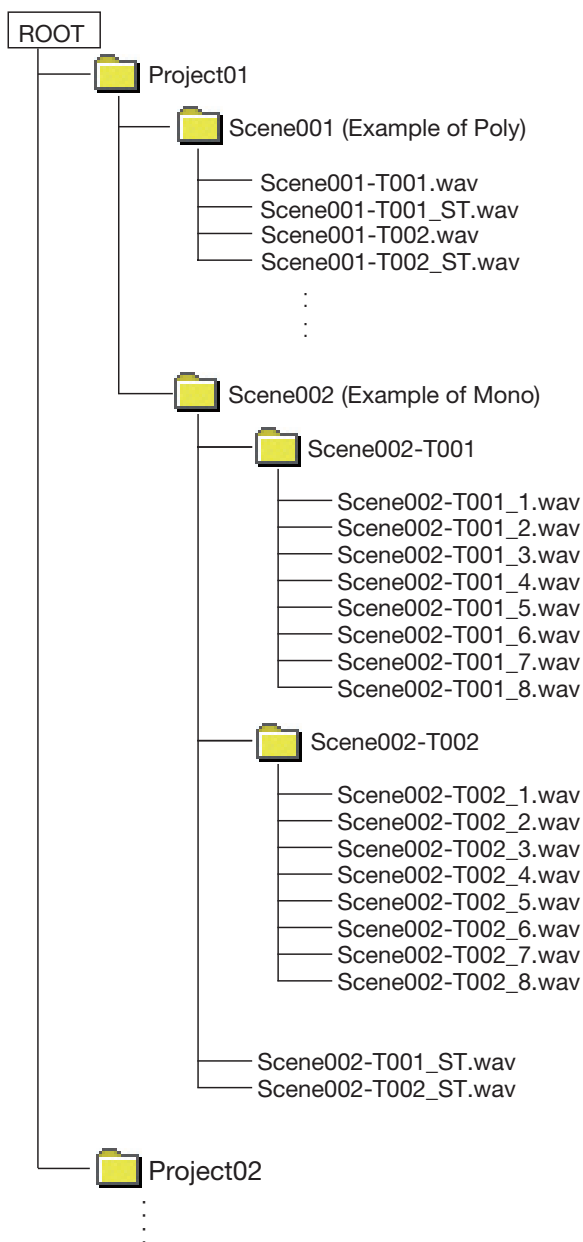 ROOT
Project01
Scene001 (Example of Poly)
Scene001-T001.wav
Scene001-T001_ST.wav
Scene001-T002.wav
Scene001-T002_ST.wav
Scene002 (Example of Mono)
Scene002-T001
Scene002-T001_1.wav
Scene002-T001_2.wav
Scene002-T001_3.wav
Scene002-T001_4.wav
Scene002-T001_5.wav
Scene002-T001_6.wav
Scene002-T001_7.wav
Scene002-T001_8.wav
Scene002-T002
Scene002-T002_1.wav
Scene002-T002_2.wav
Scene002-T002_3.wav
Scene002-T002_4.wav
Scene002-T002_5.wav
Scene002-T002_6.wav
Scene002-T002_7.wav
Scene002-T002_8.wav
Scene002-T001_ST.wav
Scene002-T002_ST.wav
Project02